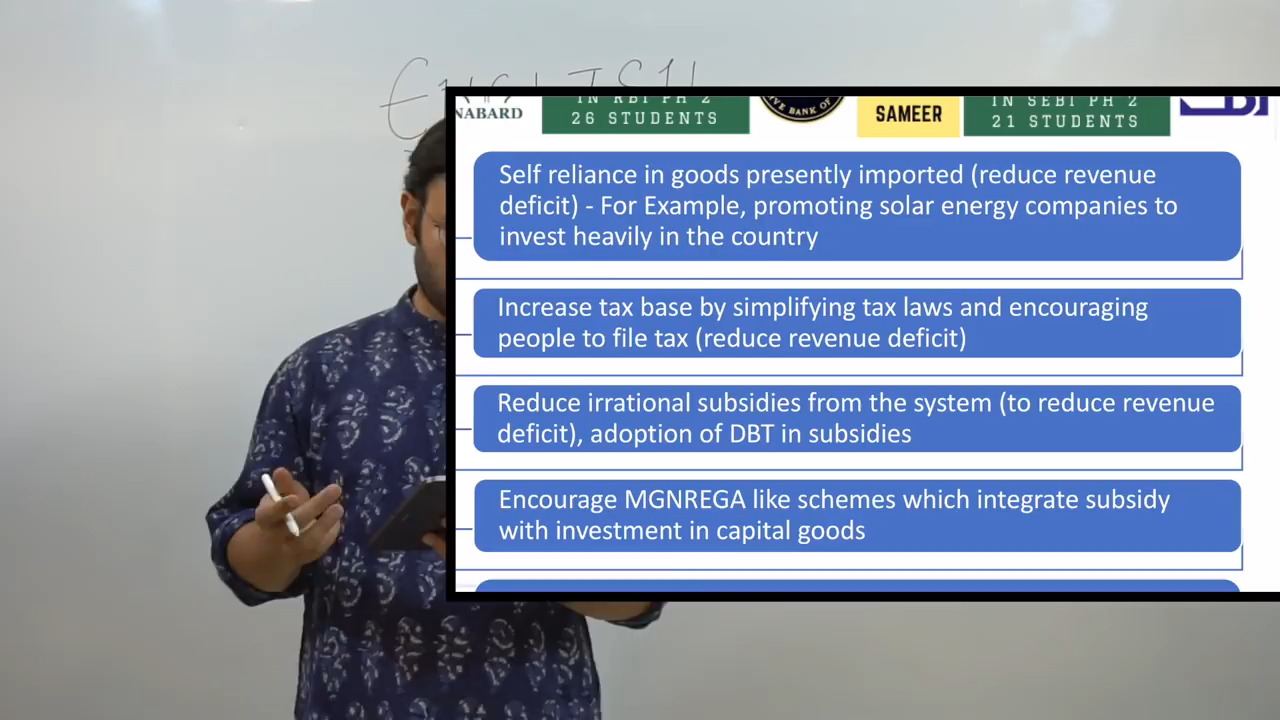 ENGLISH
NABARD
IN RBI PH 2
26 STUDENTS
IVE BANK OF
SAMEER
IN SEBI PH 2
21 STUDENTS
Self reliance in goods presently imported (reduce revenue
deficit) - For Example, promoting solar energy companies to
invest heavily in the country
Increase tax base by simplifying tax laws and encouraging
people to file tax (reduce revenue deficit)
Reduce irrational subsidies from the system (to reduce revenue
deficit), adoption of DBT in subsidies
Encourage MGNREGA like schemes which integrate subsidy
with investment in capital goods